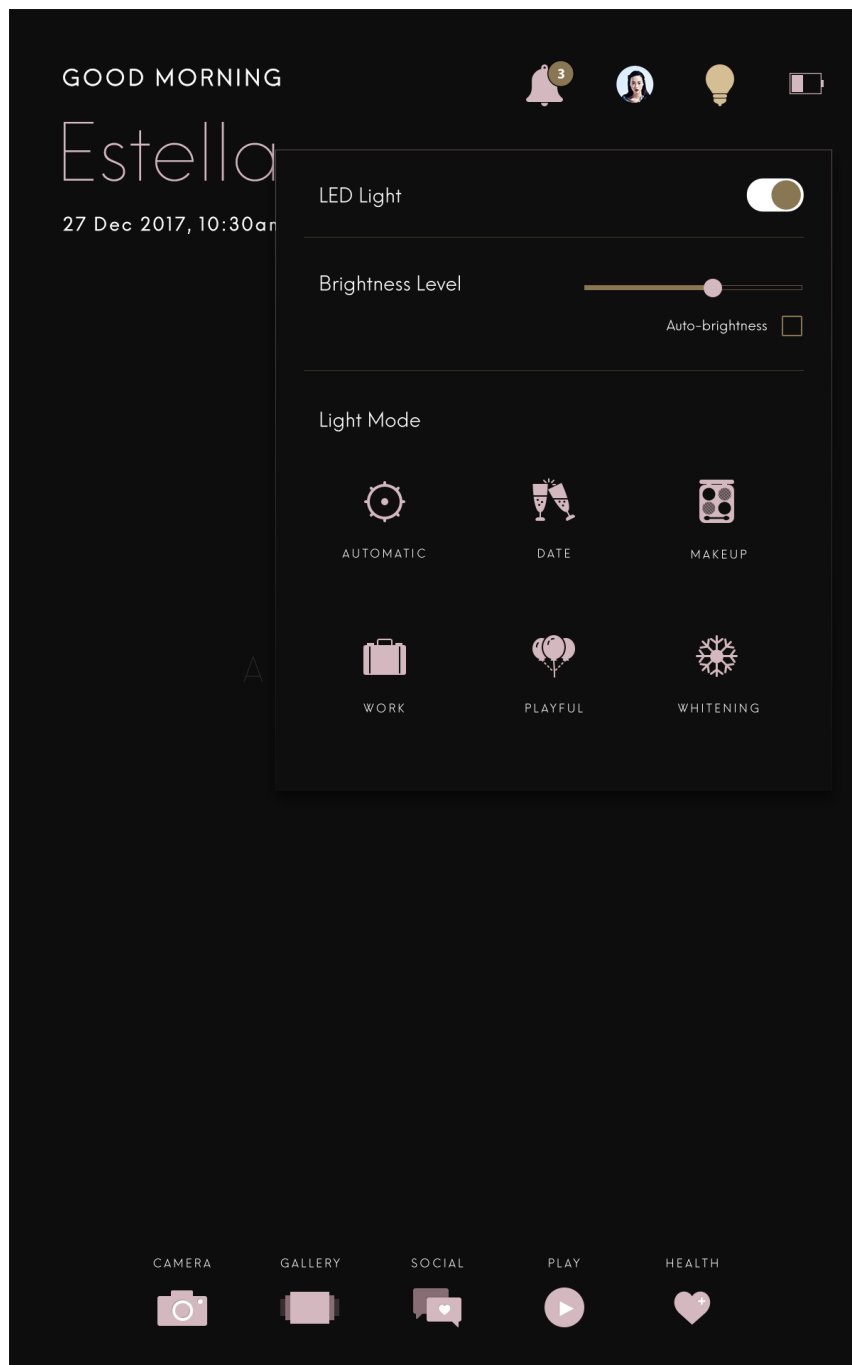 GOOD MORNING
3
Estella
27 Dec 2017, 10:30a
LED Light
Brightness Level
Auto-brightness
Light Mode
AUTOMATIC
DATE
MAKEUP
WORK
PLAYFUL
WHITENING
A
CAMERA
GALLERY
SOCIAL
PLAY
HEALTH